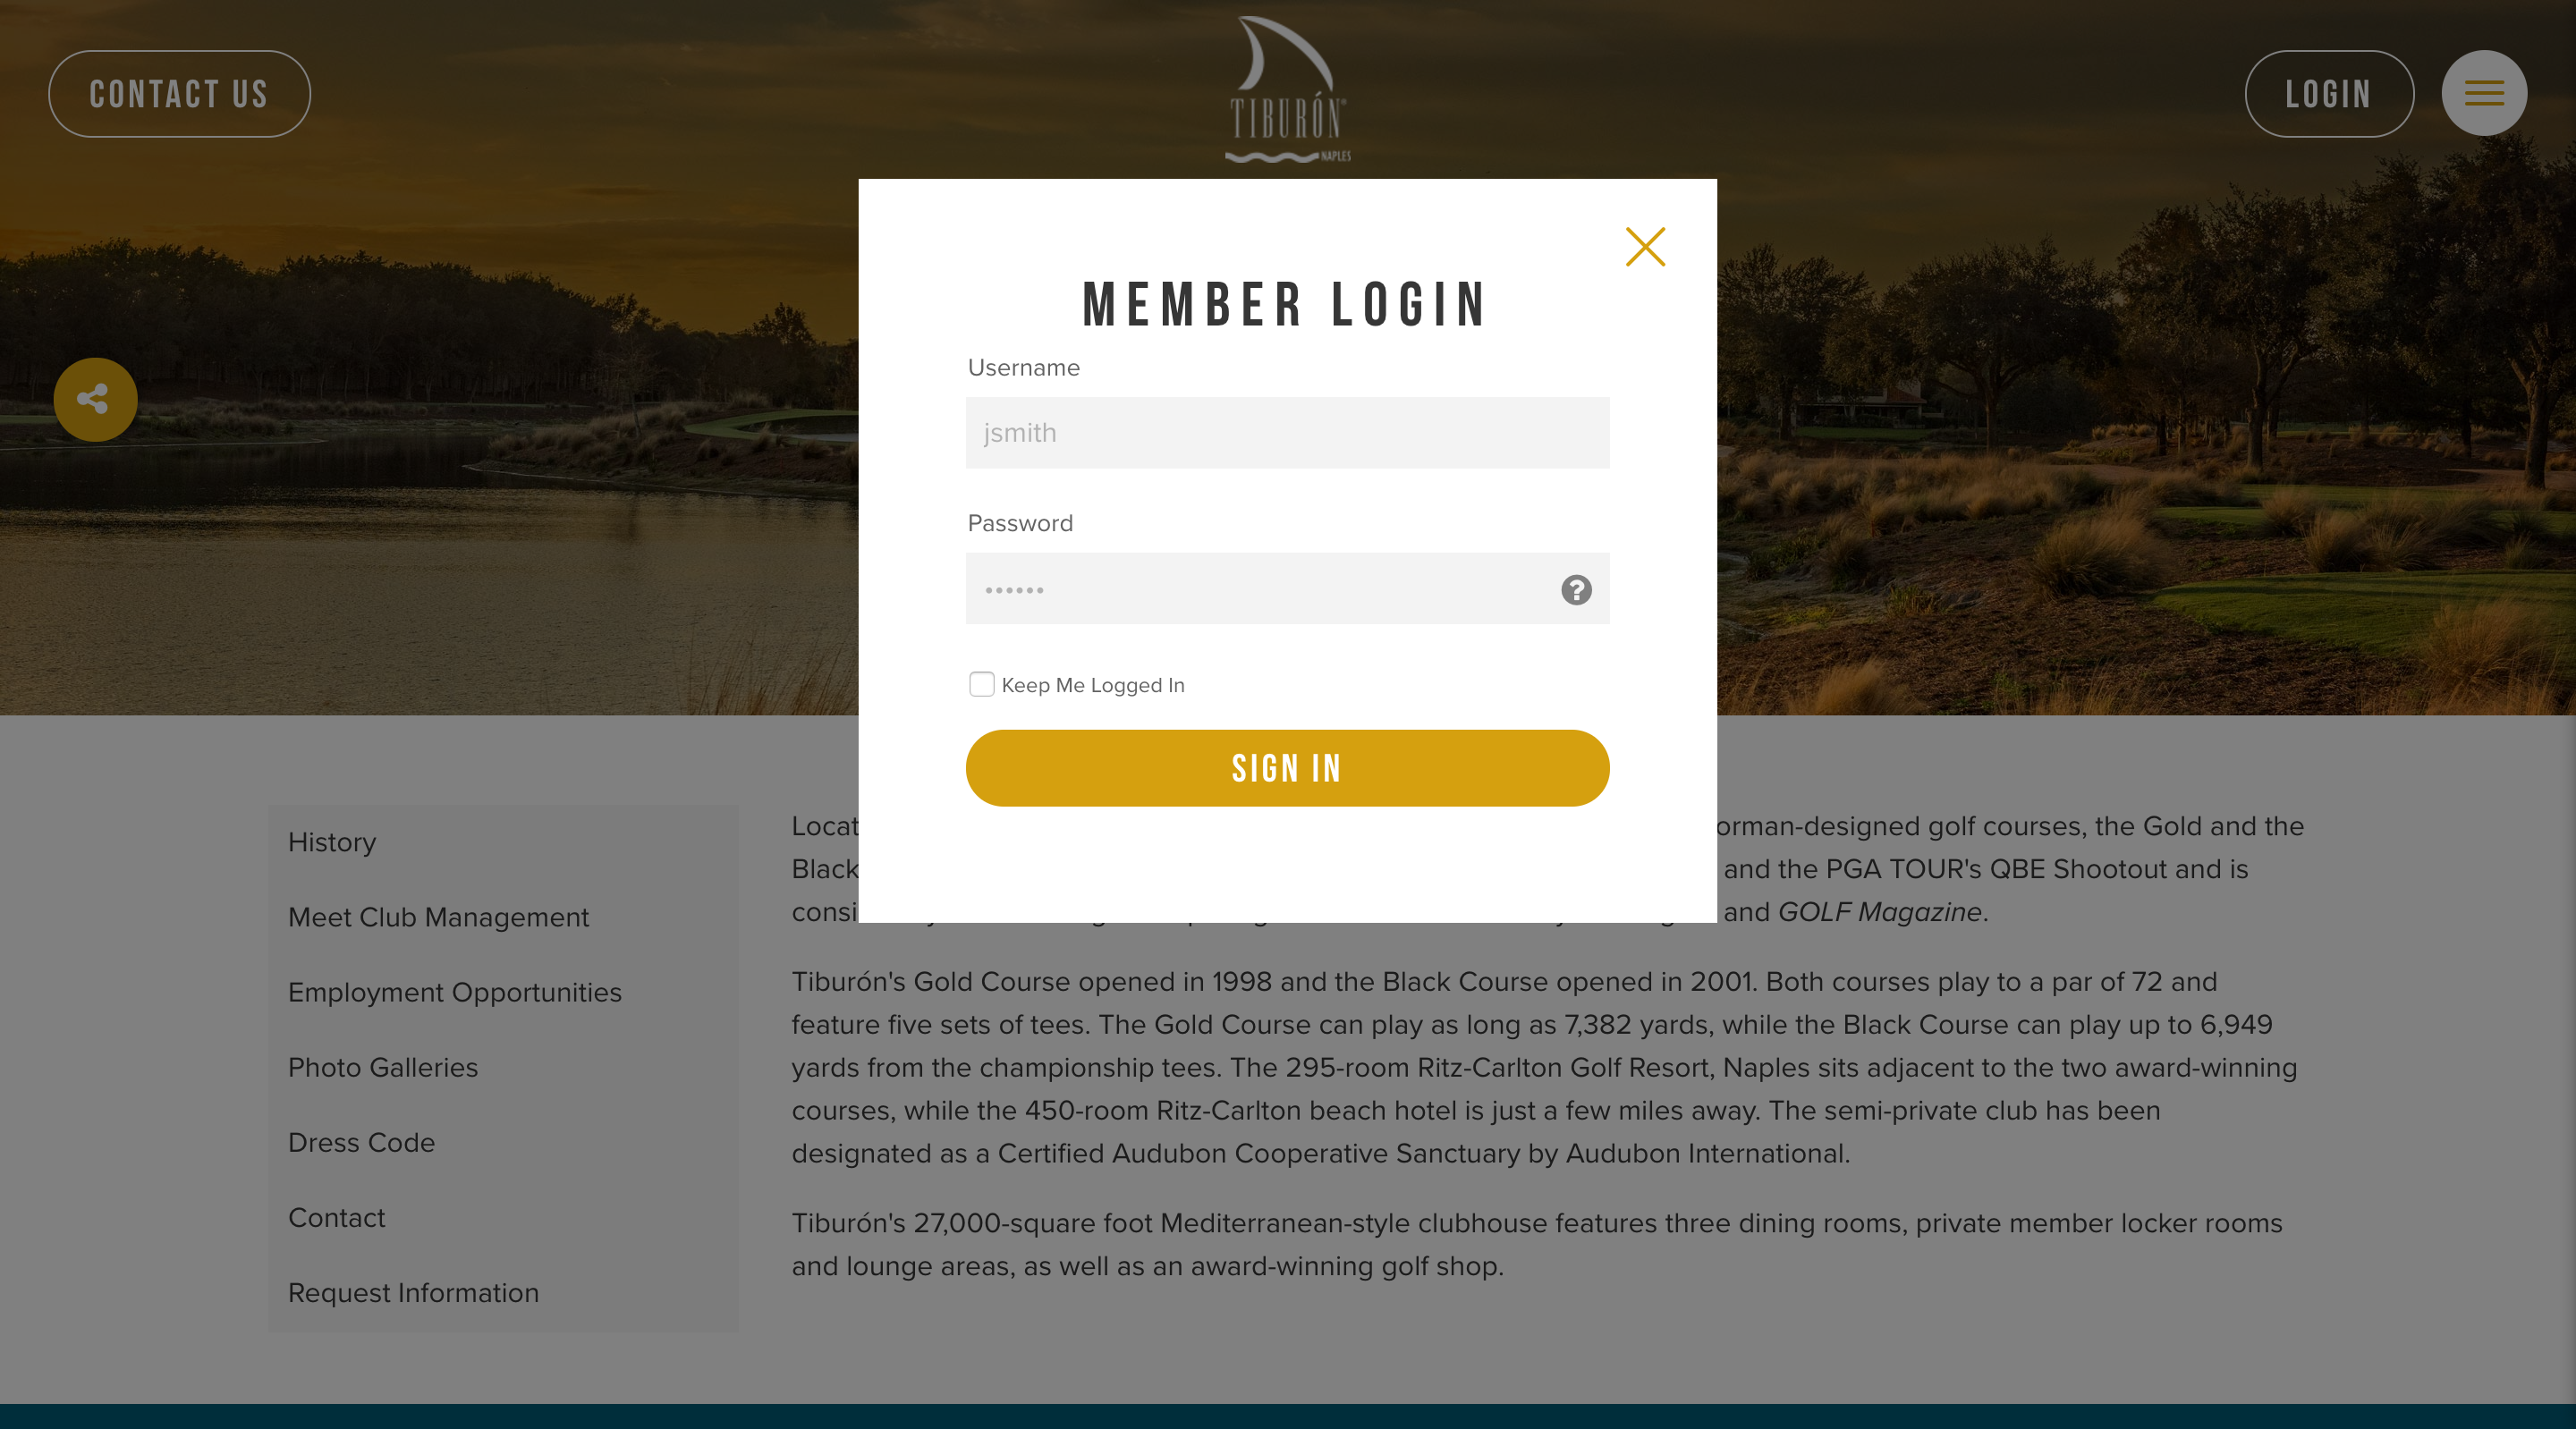 CONTACT US
TIBURÓN®
NAPLES
LOGIN
MEMBER LOGIN
Username
jsmith
Password
••••••
Keep Me Logged In
SIGN IN
History
Meet Club Management
Employment Opportunities
Photo Galleries
Dress Code
Contact
Request Information
-designed golf courses, the Gold and the
Black and the PGA TOUR's QBE Shootout and is
and GOLF Magazine.
Tiburón's Gold Course opened in 1998 and the Black Course opened in 2001. Both courses play to a par of 72 and
feature five sets of tees. The Gold Course can play as long as 7,382 yards, while the Black Course can play up to 6,949
yards from the championship tees. The 295-room Ritz-Carlton Golf Resort, Naples sits adjacent to the two award-winning
courses, while the 450-room Ritz-Carlton beach hotel is just a few miles away. The semi-private club has been
designated as a Certified Audubon Cooperative Sanctuary by Audubon International.
Tiburón's 27,000-square foot Mediterranean-style clubhouse features three dining rooms, private member locker rooms
and lounge areas, as well as an award-winning golf shop.